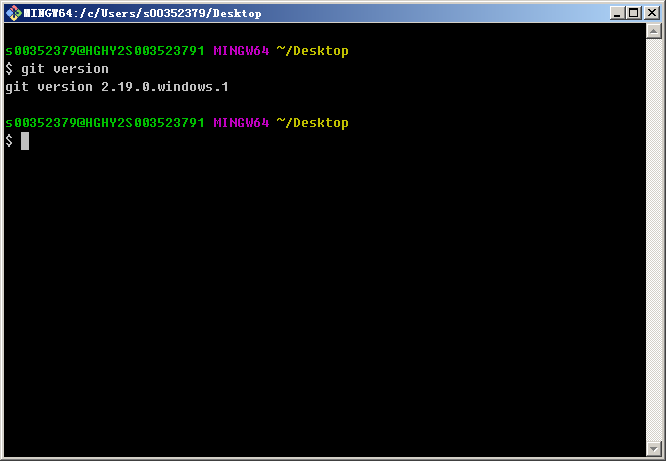 MINGW64:/c/Users/s00352379/Desktop
s00352379@HGHY2S003523791 MINGW64 ~/Desktop
$ git version
git version 2.19.0.windows.1
s00352379@HGHY2S003523791 MINGW64 ~/Desktop
$